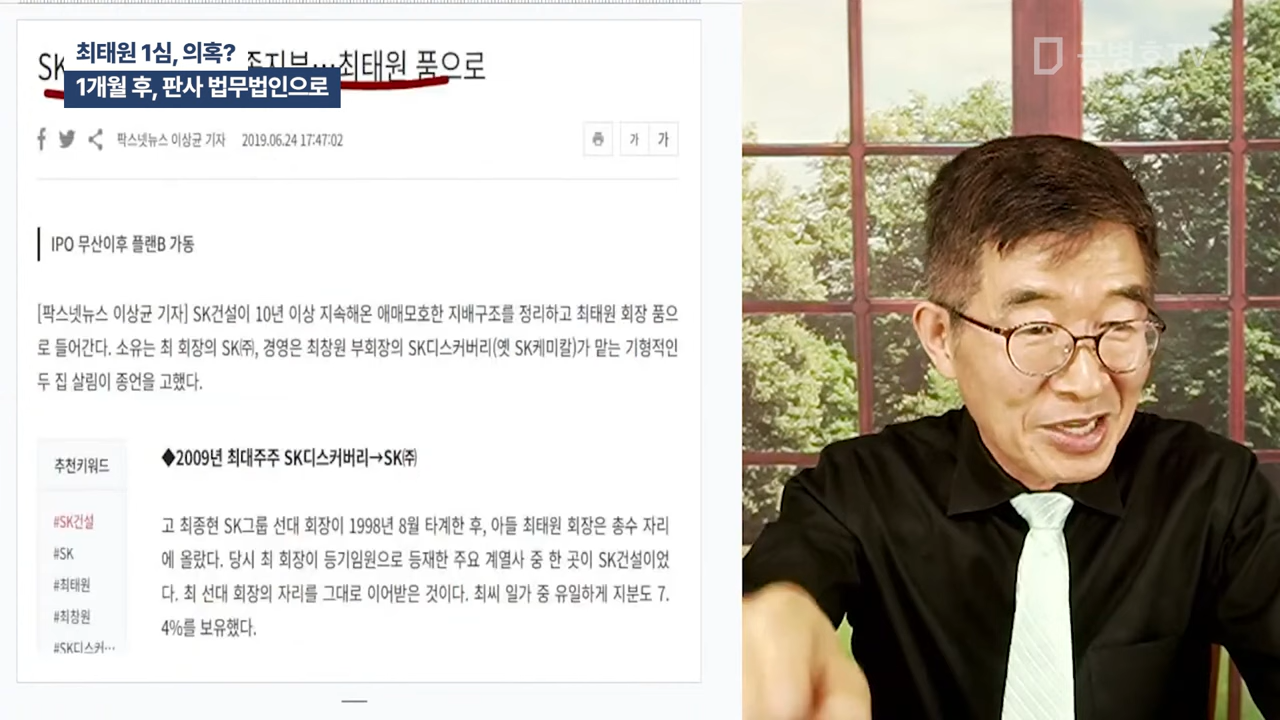 최태원 1심, 의혹?
1개월 후, 판사 법무법인으로
SK 종지부…최태원 품으로
공병호TV
팍스넷뉴스 이상균 기자 2019.06.24 17:47:02
가 가
IPO 무산이후 플랜B 가동
[팍스넷뉴스 이상균 기자] SK건설이 10년 이상 지속해온 애매모호한 지배구조를 정리하고 최태원 회장 품으
로 들어간다. 소유는 최 회장의 SK㈜, 경영은 최창원 부회장의 SK디스커버리(옛 SK케미칼)가 맡는 기형적인
두 집 살림이 종언을 고했다.
추천키워드
#SK건설
#SK
#최태원
#최창원
#SK디스커…
◆2009년 최대주주 SK디스커버리→SK㈜
고 최종현 SK그룹 선대 회장이 1998년 8월 타계한 후, 아들 최태원 회장은 총수 자리
에 올랐다. 당시 최 회장이 등기임원으로 등재한 주요 계열사 중 한 곳이 SK건설이었
다. 최 선대 회장의 자리를 그대로 이어받은 것이다. 최씨 일가 중 유일하게 지분도 7.
4%를 보유했다.